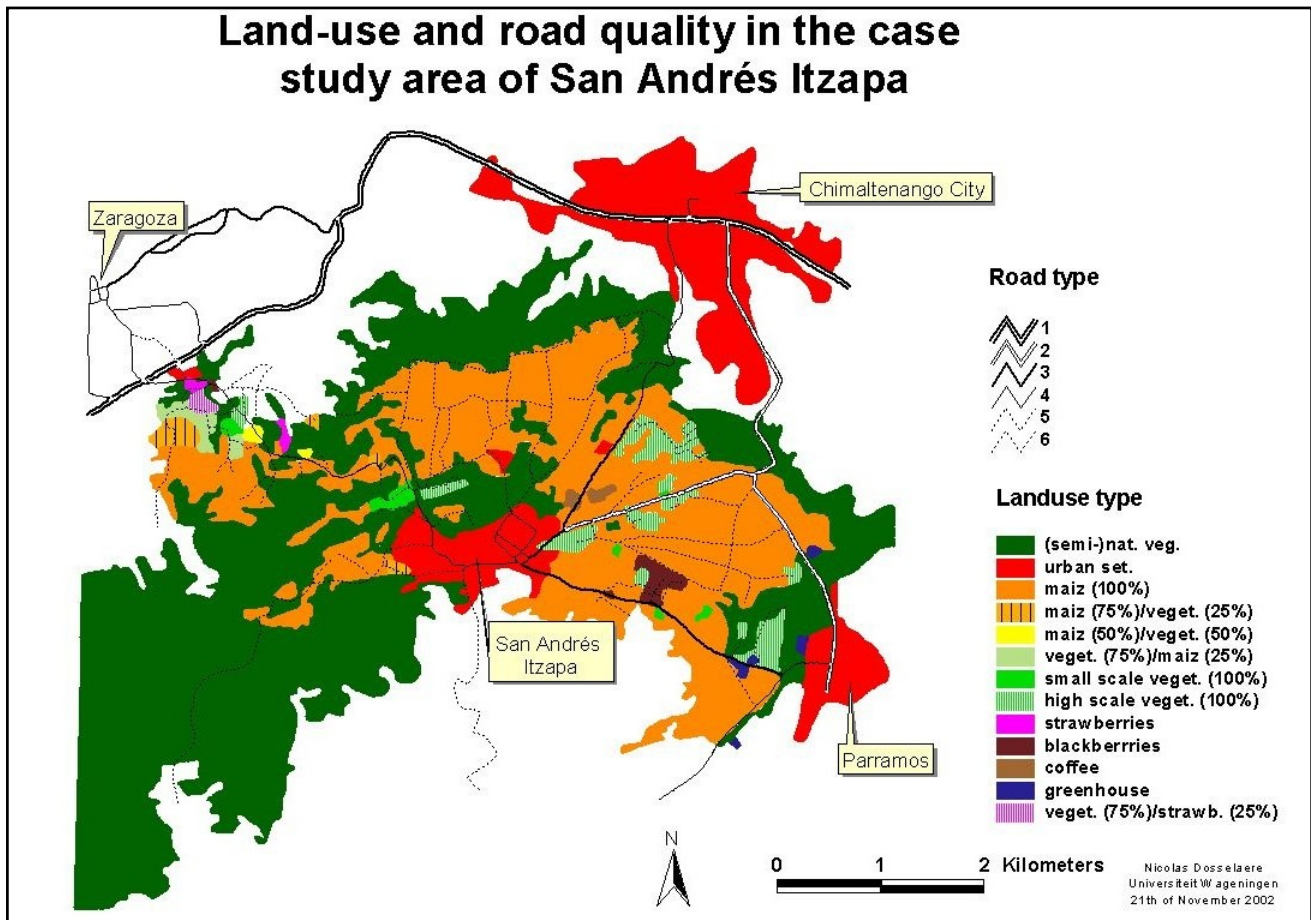 Land-use and road quality in the case
study area of San Andrés Itzapa
Chimaltenango City
Zaragoza
San Andrés
Itzapa
Parramos
Road type
1
2
3
4
5
6
Landuse type
(semi-)nat. veg.
urban set.
maiz (100%)
maiz (75%)/veget. (25%)
maiz (50%)/veget. (50%)
veget. (75%)/maiz (25%)
small scale veget. (100%)
high scale veget. (100%)
strawberries
blackberrries
coffee
greenhouse
veget. (75%)/strawb. (25%)
N
0 1 2 Kilometers
Nicolas Dosselaere
Universiteit W ageningen
21th of November 2002